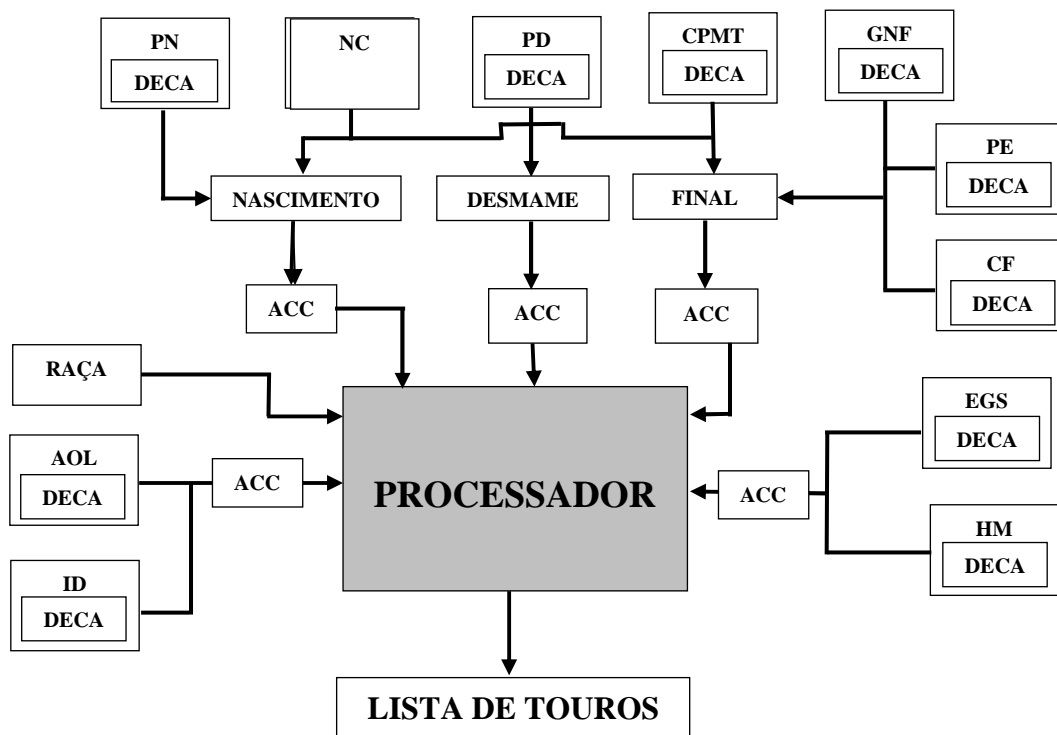 PN
DECA
NC
PD
DECA
CPMT
DECA
GNF
DECA
PE
DECA
NASCIMENTO
DESMAME
FINAL
CF
DECA
ACC
ACC
ACC
RAÇA
EGS
DECA
AOL
DECA
ACC
PROCESSADOR
ACC
HM
DECA
ID
DECA
LISTA DE TOUROS